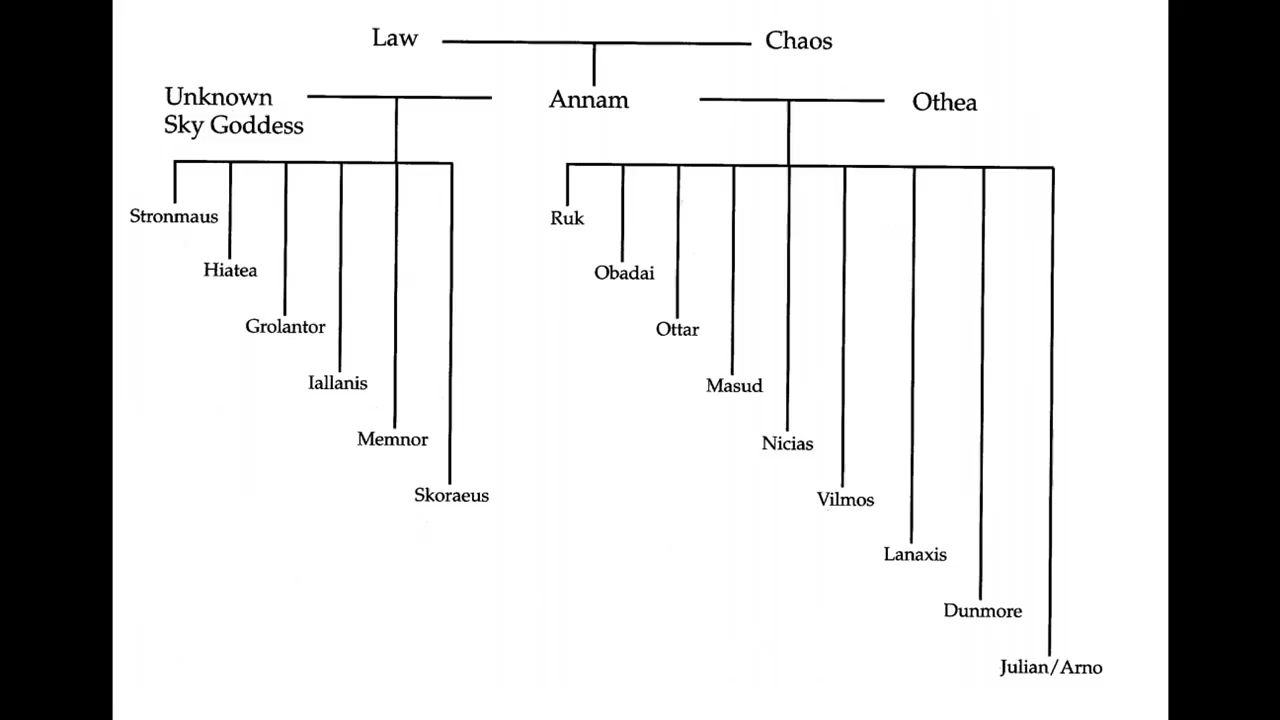 Law
Chaos
Unknown
Sky Goddess
Annam
Othea
Stronmaus
Hiatea
Grolantor
Iallanis
Memnor
Skoraeus
Ruk
Obadai
Ottar
Masud
Nicias
Vilmos
Lanaxis
Dunmore
Julian/Arno